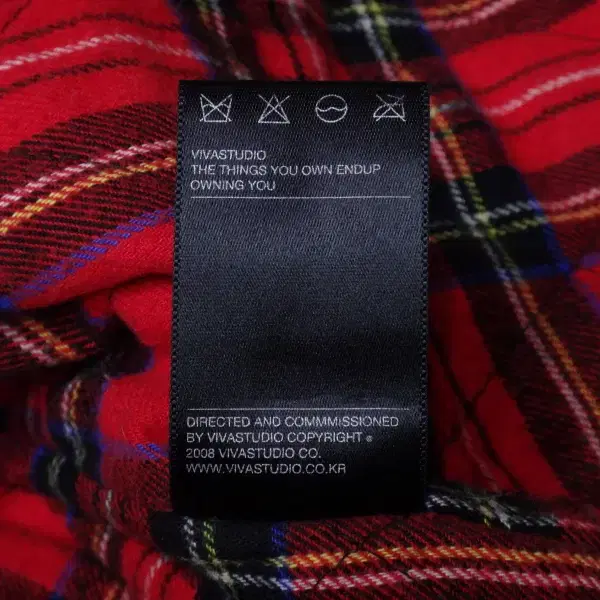 VIVASTUDIO
THE THINGS YOU OWN ENDUP
OWNING YOU
DIRECTED AND COMMMISSIONED
BY VIVASTUDIO COPYRIGHT ®
2008 VIVASTUDIO CO.
WWW.VIVASTUDIO.CO.KR